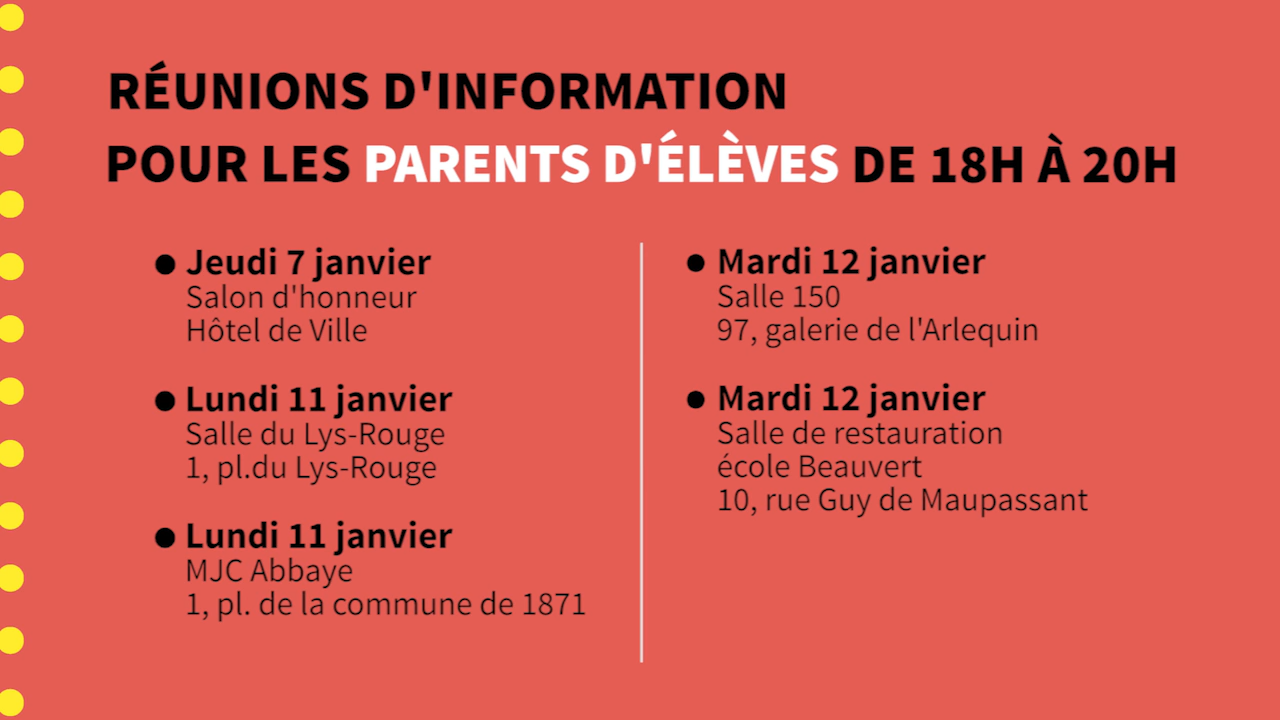 RÉUNIONS D'INFORMATION
POUR LES PARENTS D'ÉLÈVES DE 18H À 20H
Jeudi 7 janvier
Salon d'honneur
Hôtel de Ville
Lundi 11 janvier
Salle du Lys-Rouge
1, pl.du Lys-Rouge
Lundi 11 janvier
MJC Abbaye
1, pl. de la commune de 1871
Mardi 12 janvier
Salle 150
97, galerie de l'Arlequin
Mardi 12 janvier
Salle de restauration
école Beauvert
10, rue Guy de Maupassant